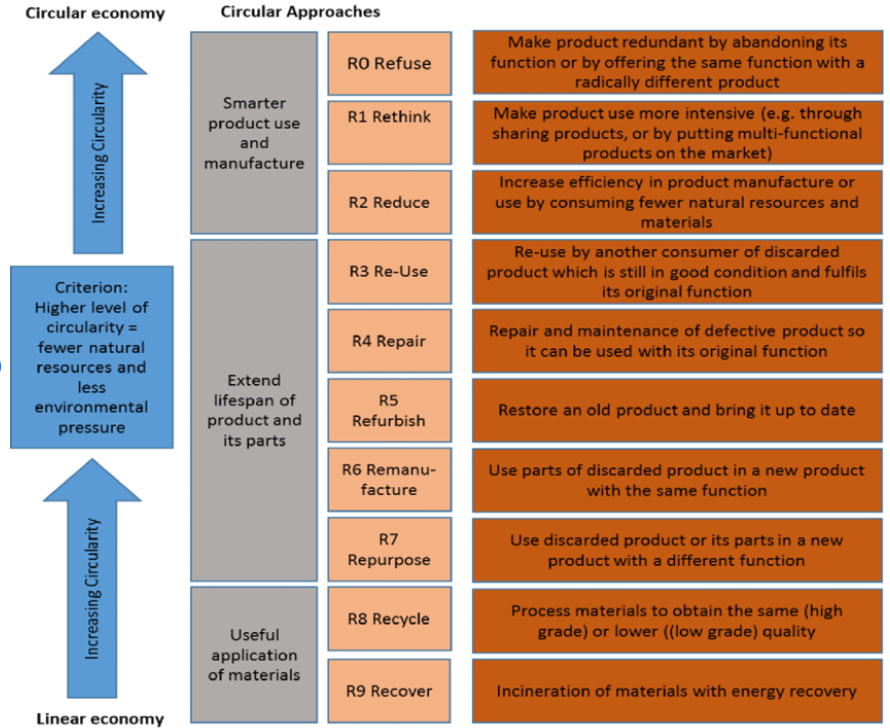 Circular economy
Circular Approaches
Increasing Circularity
Criterion:
Higher level of
circularity =
fewer natural
resources and
less
environmental
pressure
Increasing Circularity
Linear economy
Smarter
product use
and
manufacture
R0 Refuse
Make product redundant by abandoning its
function or by offering the same function with a
radically different product
R1 Rethink
Make product use more intensive (e.g. through
sharing products, or by putting multi-functional
products on the market)
R2 Reduce
Increase efficiency in product manufacture or
use by consuming fewer natural resources and
materials
Extend
lifespan of
product and
its parts
R3 Re-Use
Re-use by another consumer of discarded
product which is still in good condition and fulfils
its original function
R4 Repair
Repair and maintenance of defective product so
it can be used with its original function
R5
Refurbish
Restore an old product and bring it up to date
R6 Remanu-
facture
Use parts of discarded product in a new product
with the same function
R7
Repurpose
Use discarded product or its parts in a new
product with a different function
Useful
application
of materials
R8 Recycle
Process materials to obtain the same (high
grade) or lower ((low grade) quality
R9 Recover
Incineration of materials with energy recovery